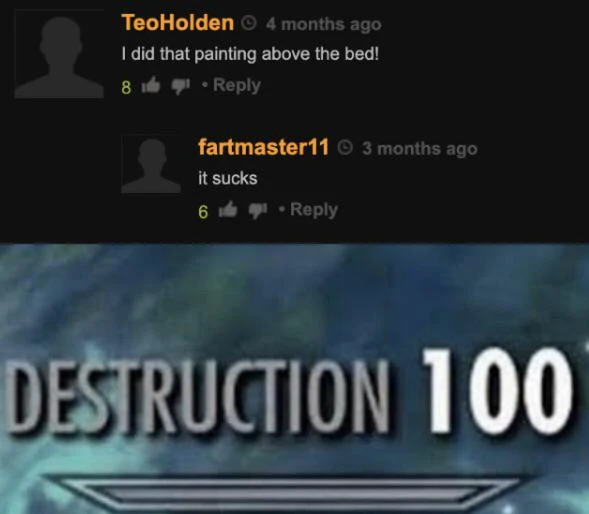 TeoHolden 4 months ago
I did that painting above the bed!
8 • Reply
fartmaster11 3 months ago
it sucks
6 • Reply
DESTRUCTION 100